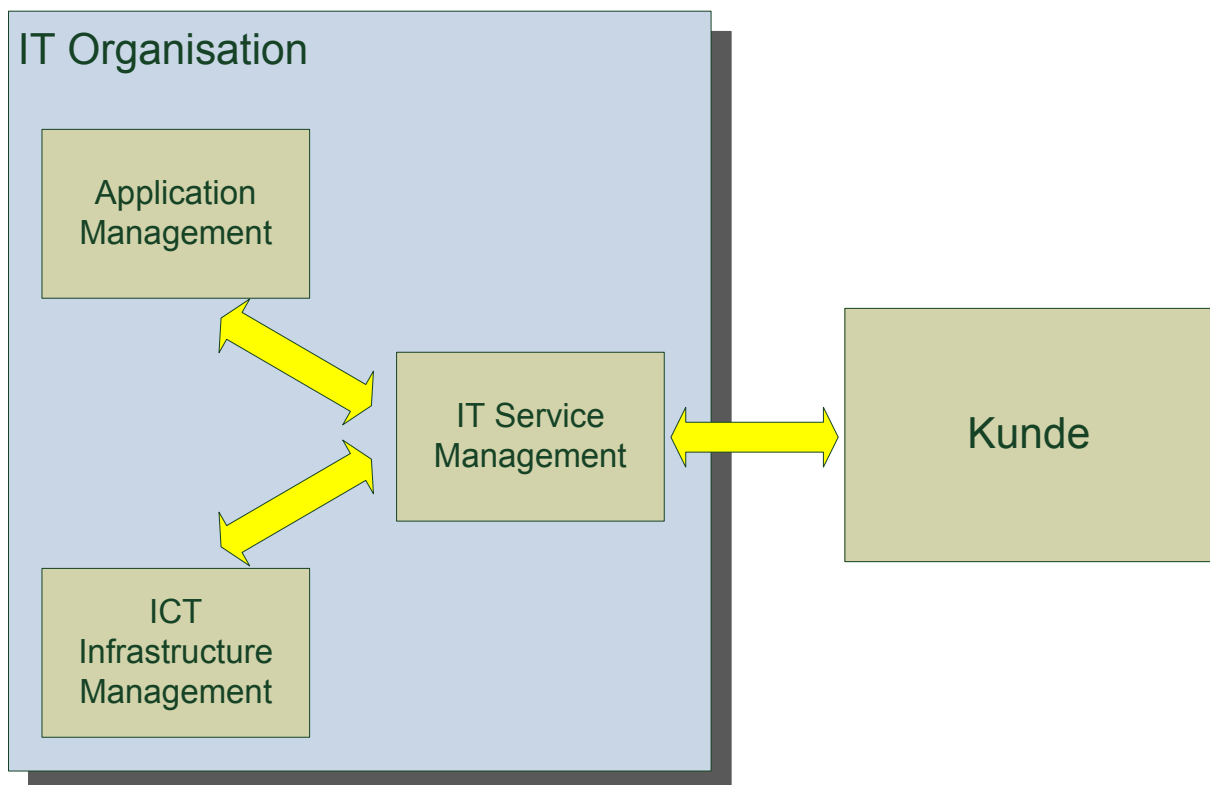 IT Organisation
Application
Management
IT Service
Management
Kunde
ICT
Infrastructure
Management